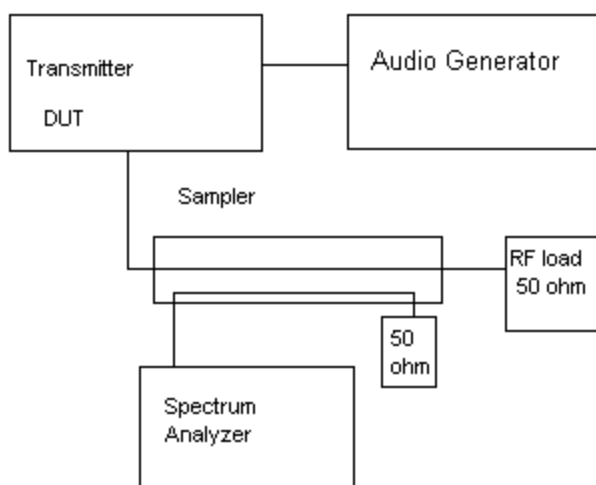 Transmitter
DUT
Audio Generator
Sampler
RF load
50 ohm
50
ohm
Spectrum
Analyzer